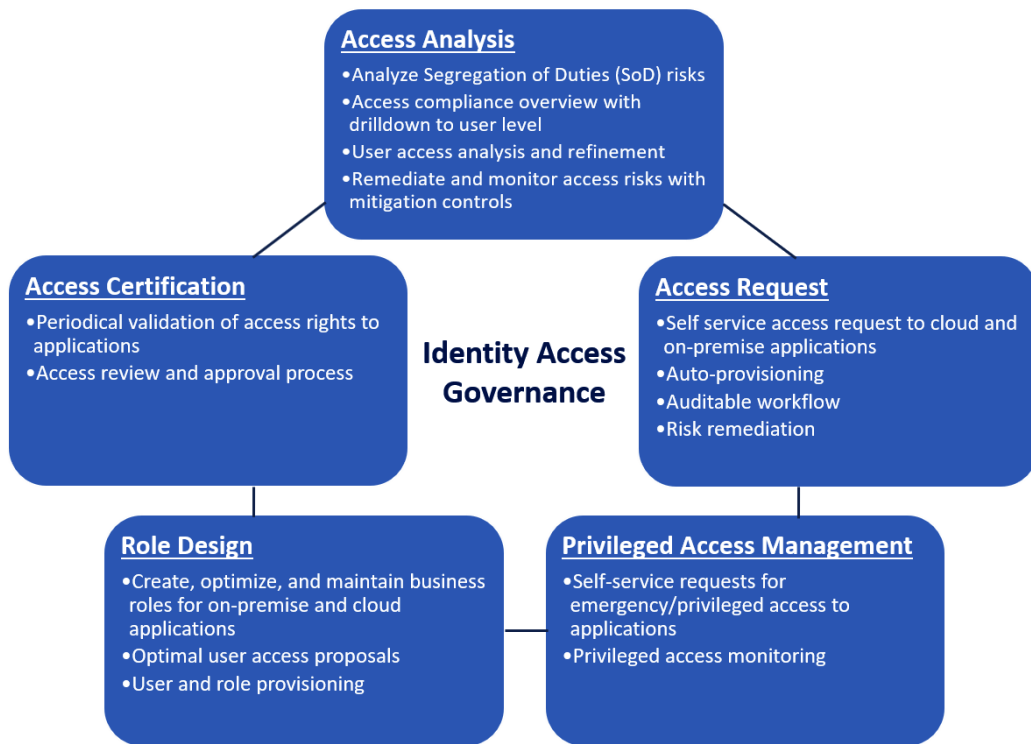 Access Analysis
•Analyze Segregation of Duties (SoD) risks
•Access compliance overview with
drilldown to user level
•User access analysis and refinement
•Remediate and monitor access risks with
mitigation controls
Access Certification
•Periodical validation of access rights to
applications
•Access review and approval process
Identity Access
Governance
Access Request
•Self service access request to cloud and
on-premise applications
•Auto-provisioning
•Auditable workflow
•Risk remediation
Role Design
•Create, optimize, and maintain business
roles for on-premise and cloud
applications
•Optimal user access proposals
•User and role provisioning
Privileged Access Management
•Self-service requests for
emergency/privileged access to
applications
•Privileged access monitoring